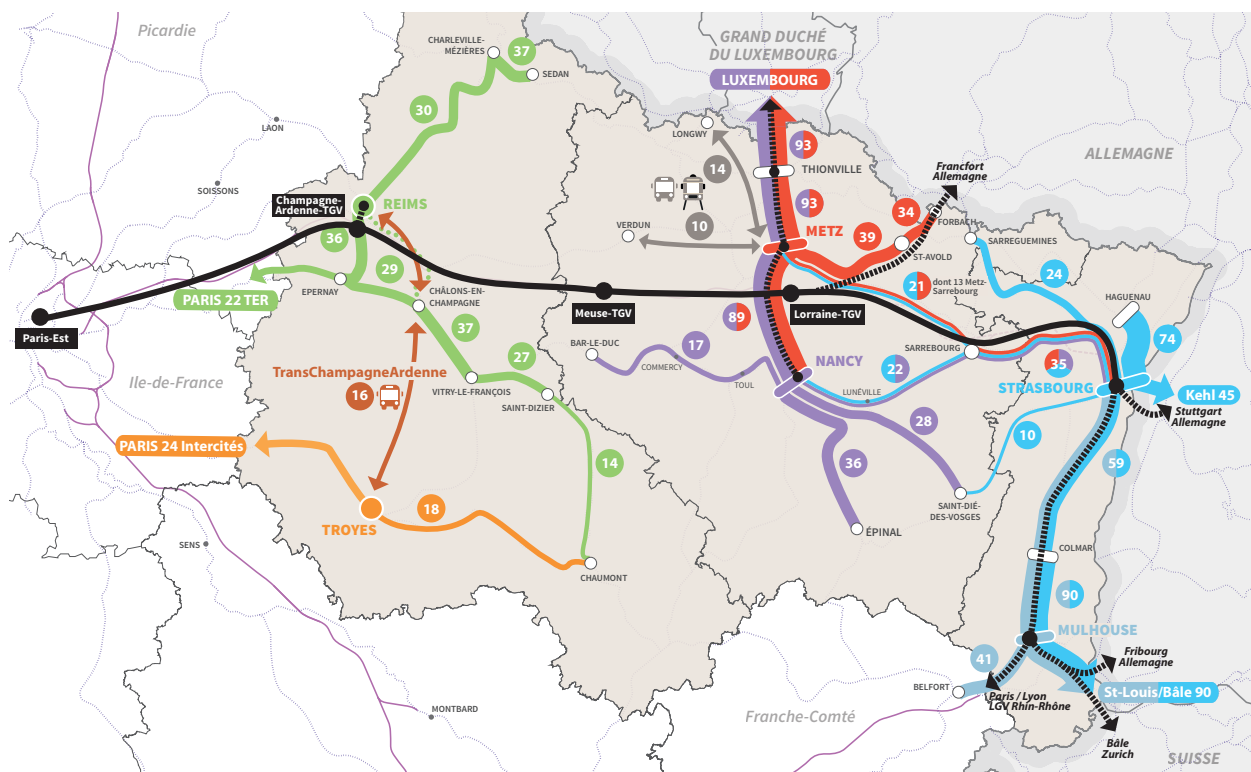 Picardie
CHARLEVILLE-
MÉZIÈRES
37
SEDAN
GRAND DUCHÉ
DU LUXEMBOURG
LUXEMBOURG
30
LAON
LONGWY
93
ALLEMAGNE
SOISSONS
14
THIONVILLE
Francfort
Allemagne
Champagne-
Ardenne-TGV
REIMS
93
34
FORBACH
VERDUN
10
METZ
39
SARREGUEMINES
36
ST-AVOLD
29
24
PARIS 22 TER
EPERNAY
CHÂLONS-EN-
CHAMPAGNE
21
dont 13 Metz-
Sarrebourg
HAGUENAU
Meuse-TGV
Lorraine-TGV
Paris-Est
37
89
74
BAR-LE-DUC
17
SARREBOURG
27
COMMERCY
NANCY
35
TransChampagneArdenne
TOUL
22
Ile-de-France
16
VITRY-LE-FRANÇOIS
SAINT-DIZIER
LUNÉVILLE
STRASBOURG
Kehl 45
Stuttgart
Allemagne
28
10
PARIS 24 Intercités
14
36
59
TROYES
18
SAINT-DIÉ-
DES-VOSGES
ÉPINAL
SENS
COLMAR
CHAUMONT
90
MULHOUSE
41
Fribourg
Allemagne
BELFORT
St-Louis/Bâle 90
Paris / Lyon
LGV Rhin-Rhône
MONTBARD
Franche-Comté
Bâle
Zurich
SUISSE